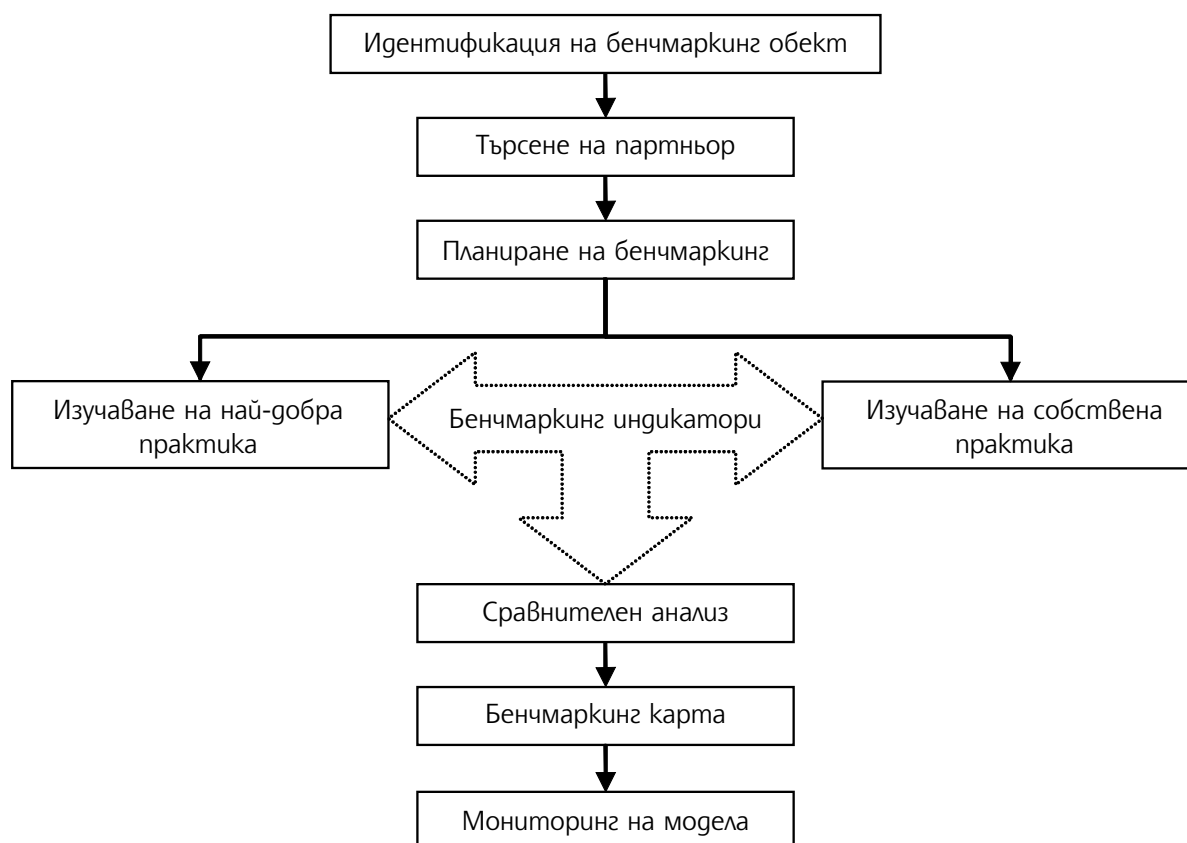 Идентификация на бенчмаркинг обект
Търсене на партньор
Планиране на бенчмаркинг
Изучаване на най-добра
практика
Бенчмаркинг индикатори
Изучаване на собствена
практика
Сравнителен анализ
Бенчмаркинг карта
Мониторинг на модела